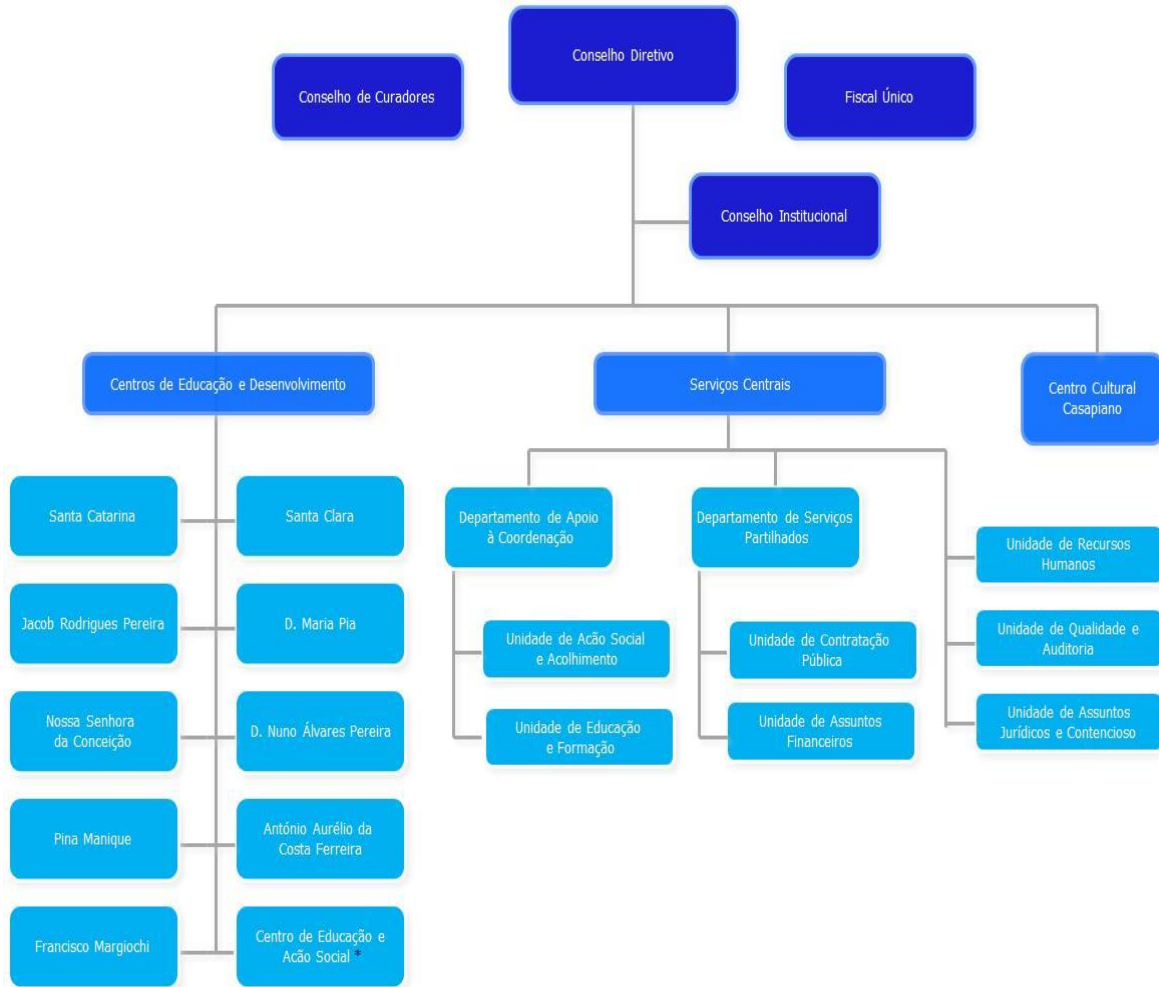 Conselho Diretivo
Conselho de Curadores
Fiscal Único
Conselho Institucional
Centros de Educação e Desenvolvimento
Serviços Centrais
Centro Cultural
Casapiano
Santa Catarina
Santa Clara
Jacob Rodrigues Pereira
D. Maria Pia
Nossa Senhora
da Conceição
D. Nuno Álvares Pereira
Pina Manique
António Aurélio da
Costa Ferreira
Francisco Margiochi
Centro de Educação e
Acão Social *
Departamento de Apoio
à Coordenação
Unidade de Acão Social
e Acolhimento
Unidade de Educação
e Formação
Departamento de Serviços
Partilhados
Unidade de Contratação
Pública
Unidade de Assuntos
Financeiros
Unidade de Recursos
Humanos
Unidade de Qualidade e
Auditoria
Unidade de Assuntos
Jurídicos e Contencioso